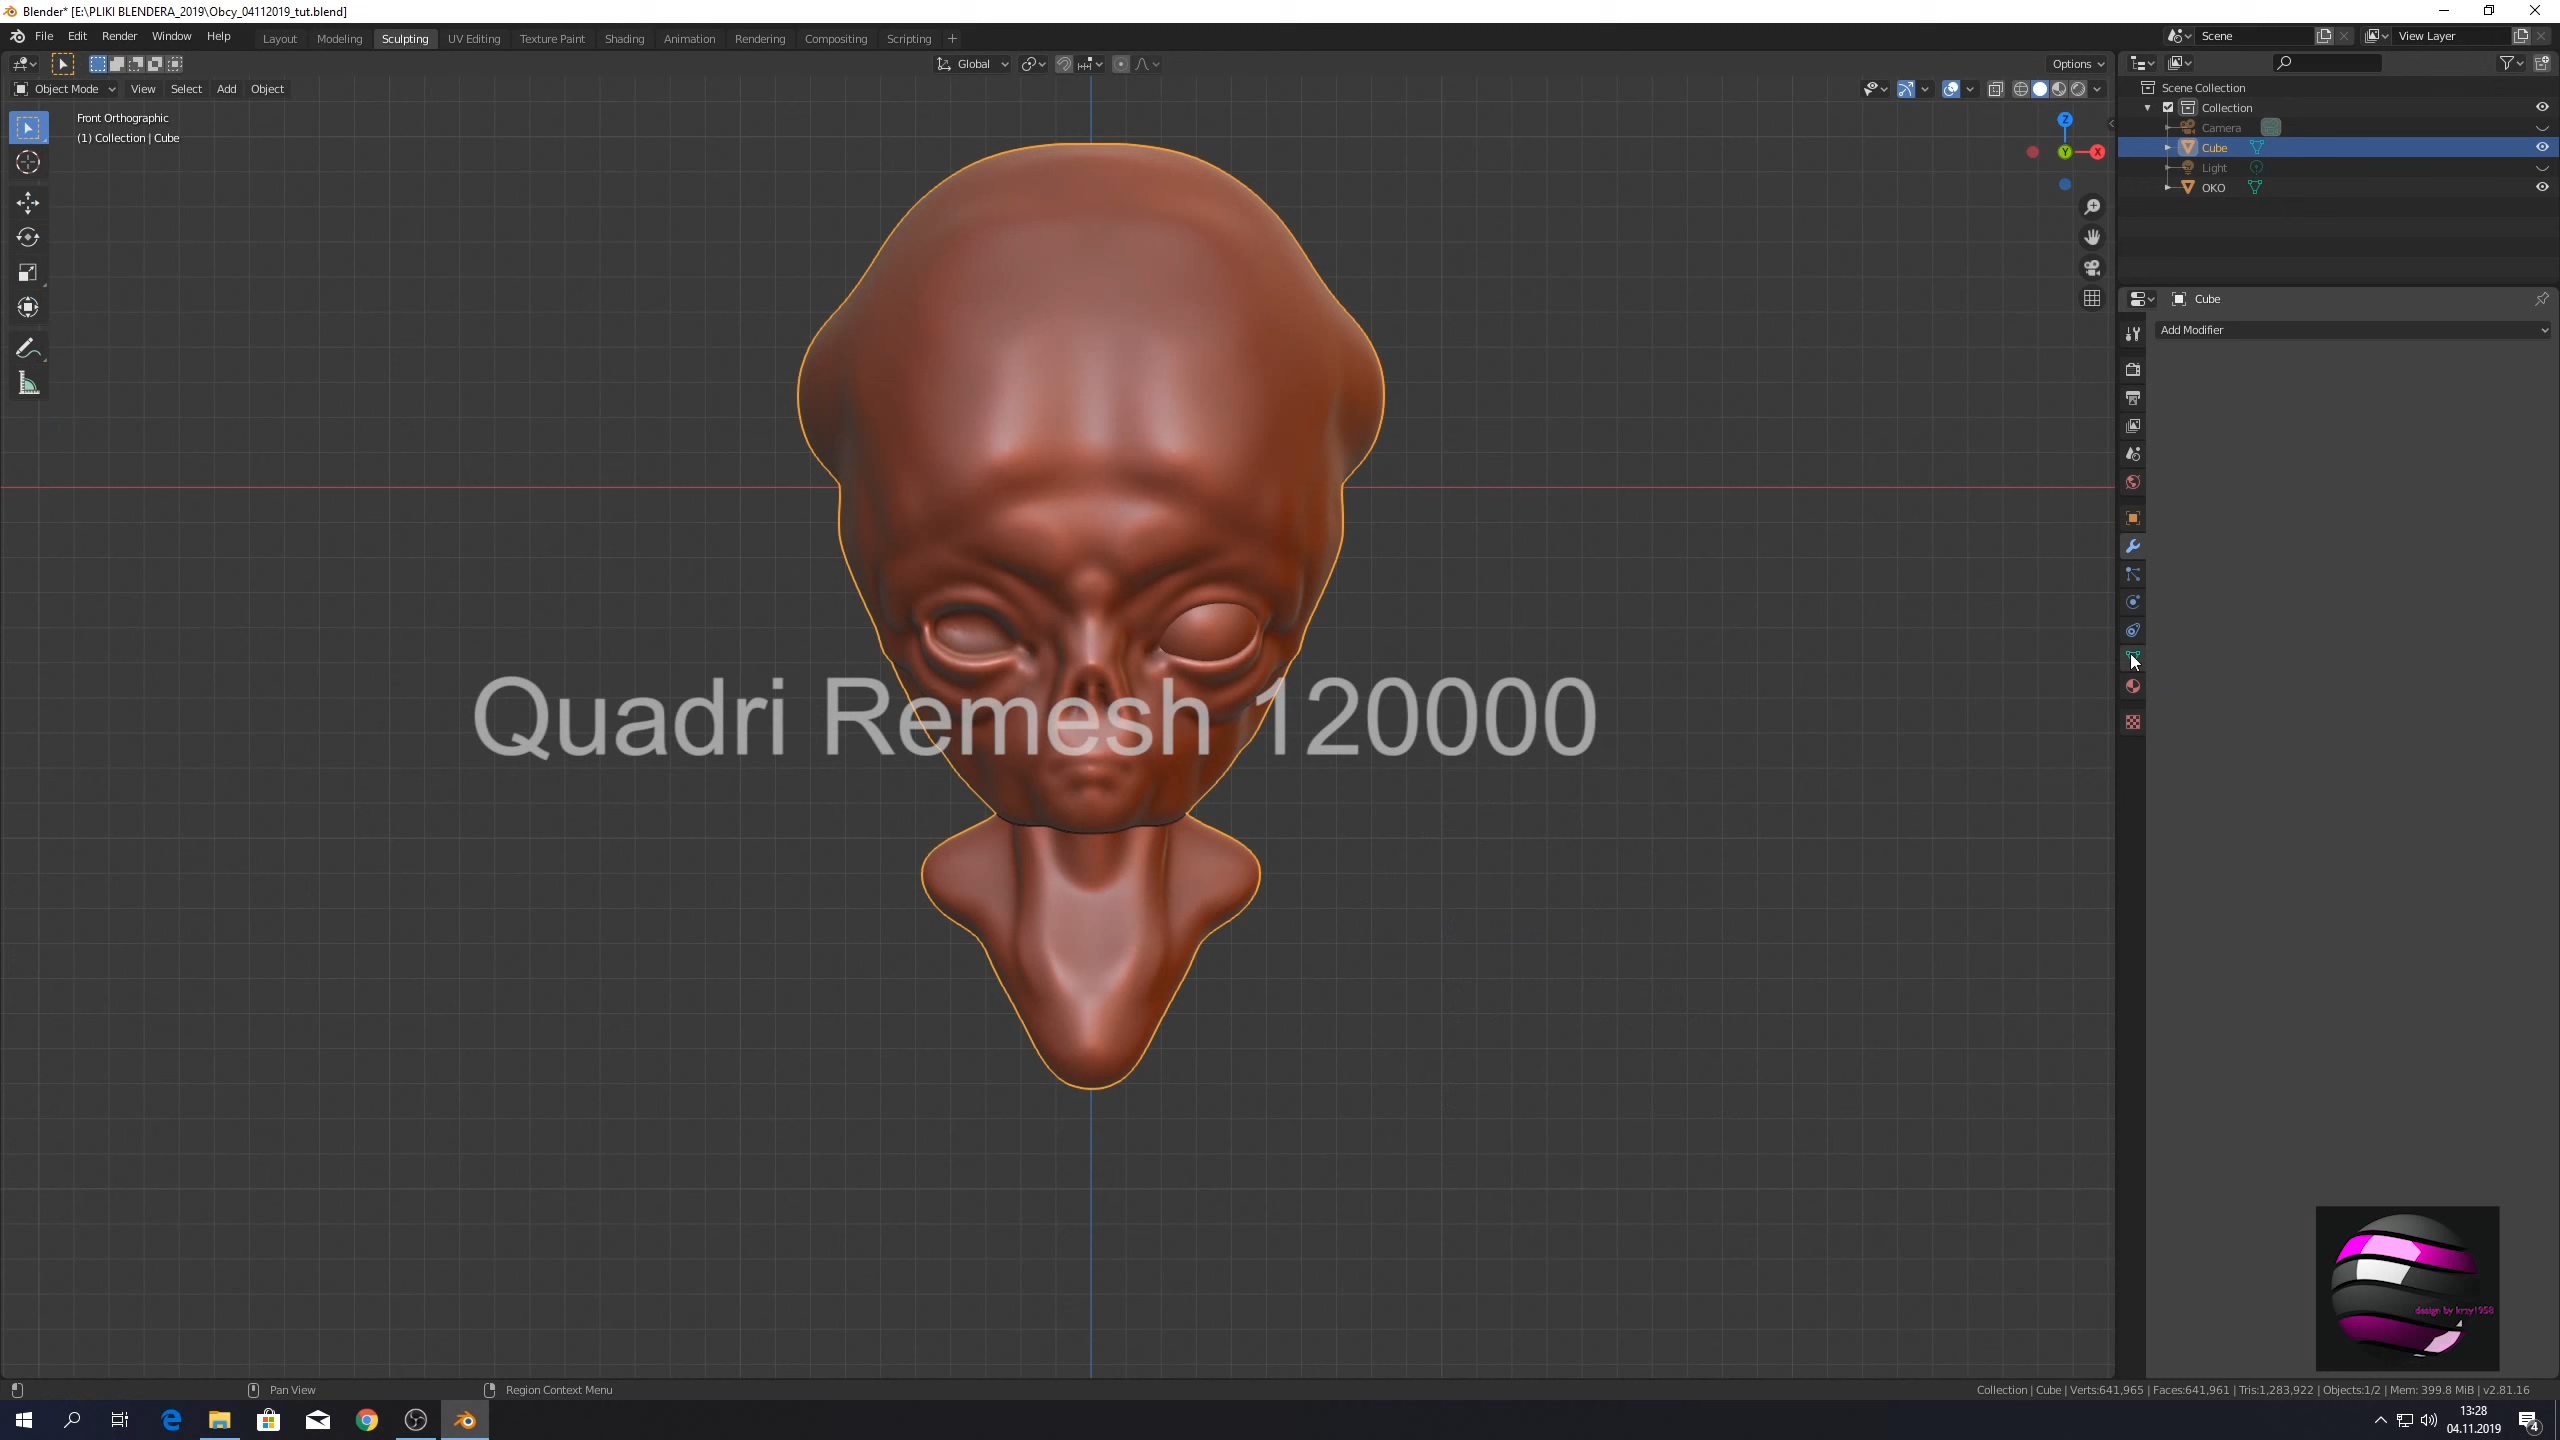 Blender* [E:\PLIKI BLENDERA_2019\Obcy_04112019_tut.blend]
File Edit Render Window Help Layout Modeling Sculpting UV Editing Texture Paint Shading Animation Rendering Compositing Scripting + Scene View Layer
Global Options
Object Mode View Select Add Object
Front Orthographic
(1) Collection | Cube
Z
Y
X
Scene Collection
Collection
Camera
Cube
Light
OKO
Cube
Add Modifier
Quadri Remesh 120000
design by krzy1958
Pan View Region Context Menu Collection | Cube | Verts:641,965 | Faces:641,961 | Tris:1,283,922 | Objects:1/2 | Mem: 399.8 MiB | v2.81.16
13:28
04.11.2019
4